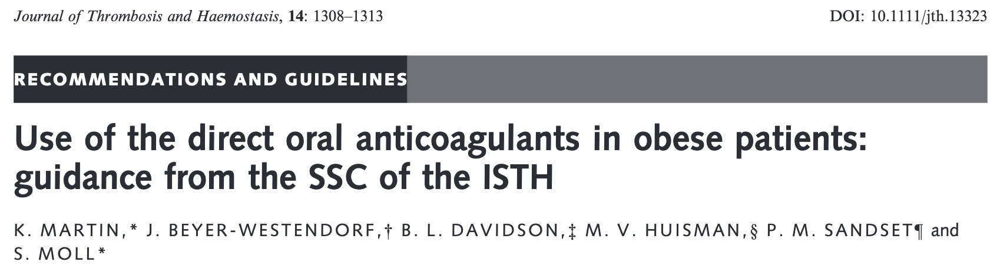 Journal of Thrombosis and Haemostasis, 14: 1308–1313
DOI: 10.1111/jth.13323
RECOMMENDATIONS AND GUIDELINES
Use of the direct oral anticoagulants in obese patients:
guidance from the SSC of the ISTH
K. MARTIN,* J. BEYER-WESTENDORF,† B. L. DAVIDSON,‡ M. V. HUISMAN,§ P. M. SANDSET¶ and
S. MOLL*